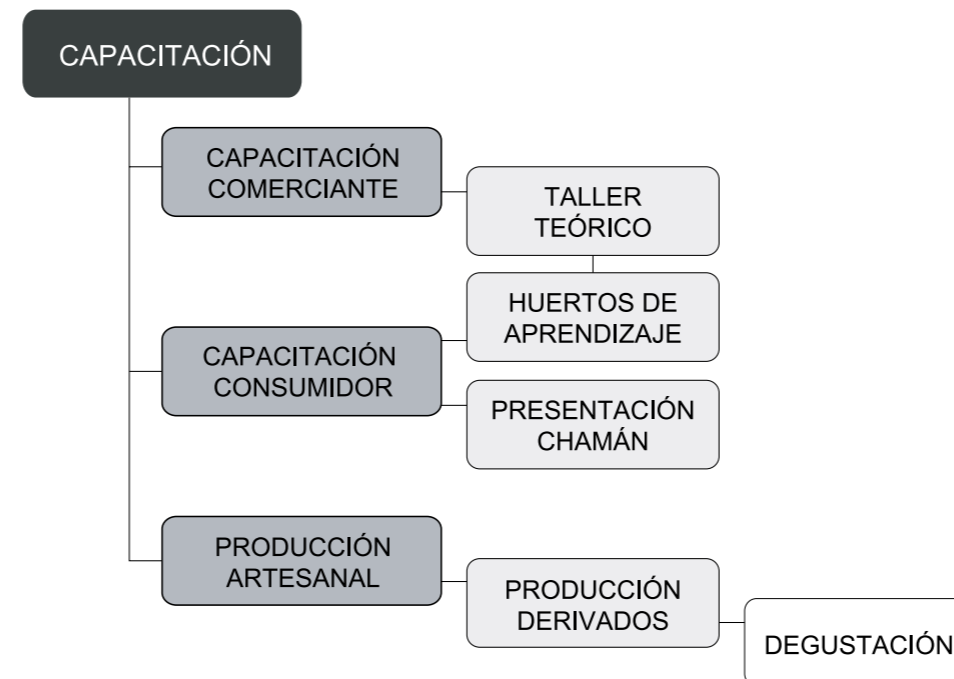 CAPACITACIÓN
CAPACITACIÓN
COMERCIANTE
TALLER
TEÓRICO
HUERTOS DE
APRENDIZAJE
CAPACITACIÓN
CONSUMIDOR
PRESENTACIÓN
CHAMÁN
PRODUCCIÓN
ARTESANAL
PRODUCCIÓN
DERIVADOS
DEGUSTACIÓN